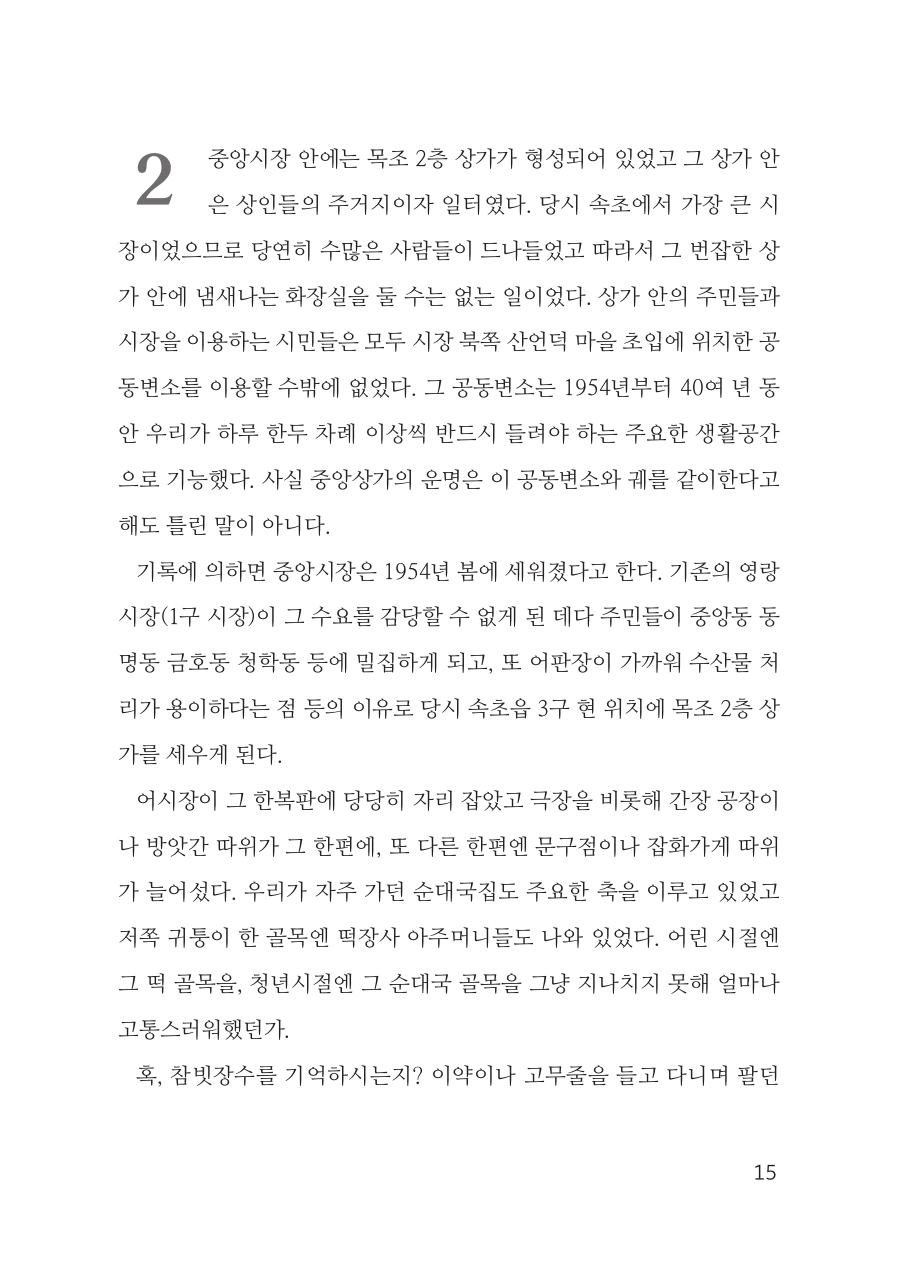 2
중앙시장 안에는 목조 2층 상가가 형성되어 있었고 그 상가 안
은 상인들의 주거지이자 일터였다. 당시 속초에서 가장 큰 시
장이었으므로 당연히 수많은 사람들이 드나들었고 따라서 그 번잡한 상
가 안에 냄새나는 화장실을 둘 수는 없는 일이었다. 상가 안의 주민들과
시장을 이용하는 시민들은 모두 시장 북쪽 산언덕 마을 초입에 위치한 공
동변소를 이용할 수밖에 없었다. 그 공동변소는 1954년부터 40여 년 동
안 우리가 하루 한두 차례 이상씩 반드시 들려야 하는 주요한 생활공간
으로 기능했다. 사실 중앙상가의 운명은 이 공동변소와 궤를 같이한다고
해도 틀린 말이 아니다.
기록에 의하면 중앙시장은 1954년 봄에 세워졌다고 한다. 기존의 영랑
시장(1구 시장)이 그 수요를 감당할 수 없게 된 데다 주민들이 중앙동 동
명동 금호동 청학동 등에 밀집하게 되고, 또 어판장이 가까워 수산물 처
리가 용이하다는 점 등의 이유로 당시 속초읍 3구 현 위치에 목조 2층 상
가를 세우게 된다.
어시장이 그 한복판에 당당히 자리 잡았고 극장을 비롯해 간장 공장이
나 방앗간 따위가 그 한편에, 또 다른 한편엔 문구점이나 잡화가게 따위
가 늘어섰다. 우리가 자주 가던 순대국집도 주요한 축을 이루고 있었고
저쪽 귀퉁이 한 골목엔 떡장사 아주머니들도 나와 있었다. 어린 시절엔
그 떡 골목을, 청년시절엔 그 순대국 골목을 그냥 지나치지 못해 얼마나
고통스러워했던가.
혹, 참빗장수를 기억하시는지? 이약이나 고무줄을 들고 다니며 팔던
15